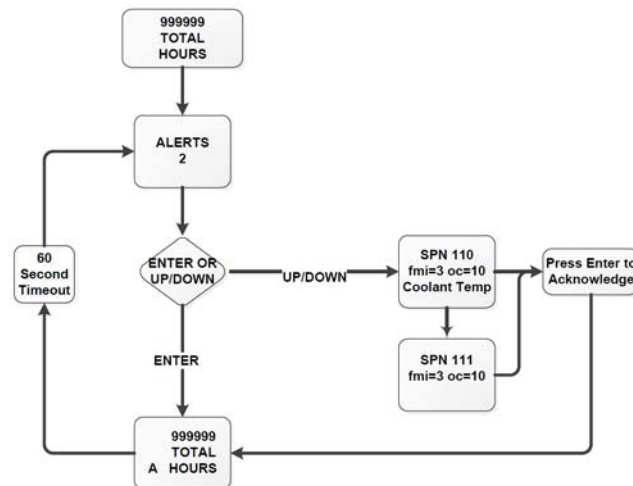 999999
TOTAL
HOURS
ALERTS
2
ENTER OR
UP/DOWN
UP/DOWN
SPN 110
fmi=3 oc=10
Coolant Temp
Press Enter to
Acknowledge
SPN 111
fmi=3 oc=10
60
Second
Timeout
ENTER
999999
TOTAL
A HOURS